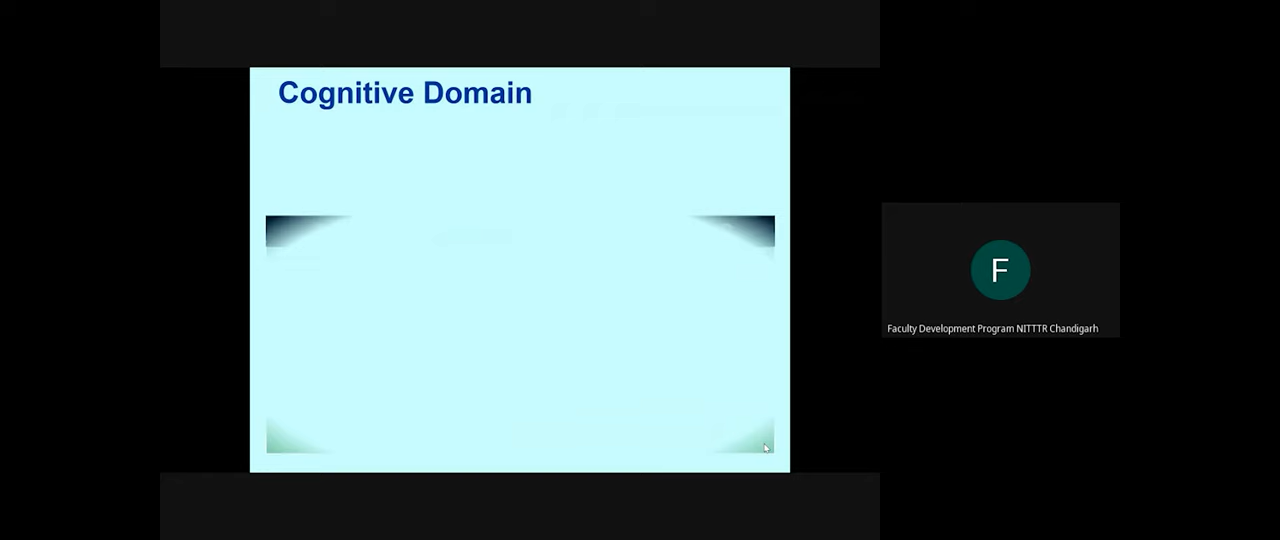 Cognitive Domain
F
Faculty Development Program NITTTR Chandigarh